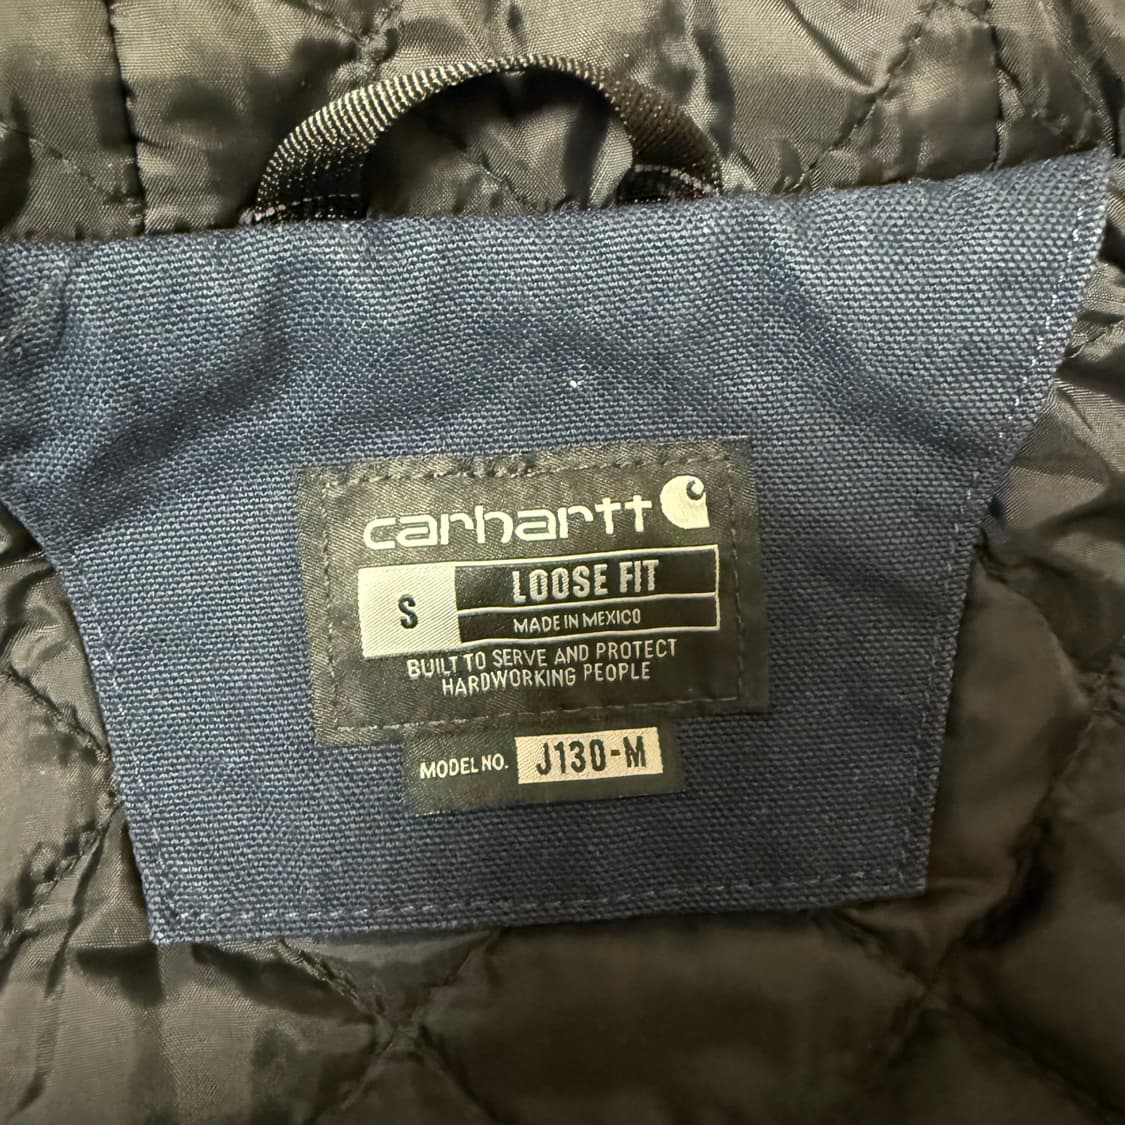 carhartt
S
LOOSE FIT
MADE IN MEXICO
BUILT TO SERVE AND PROTECT
HARDWORKING PEOPLE
MODEL NO. J130-M